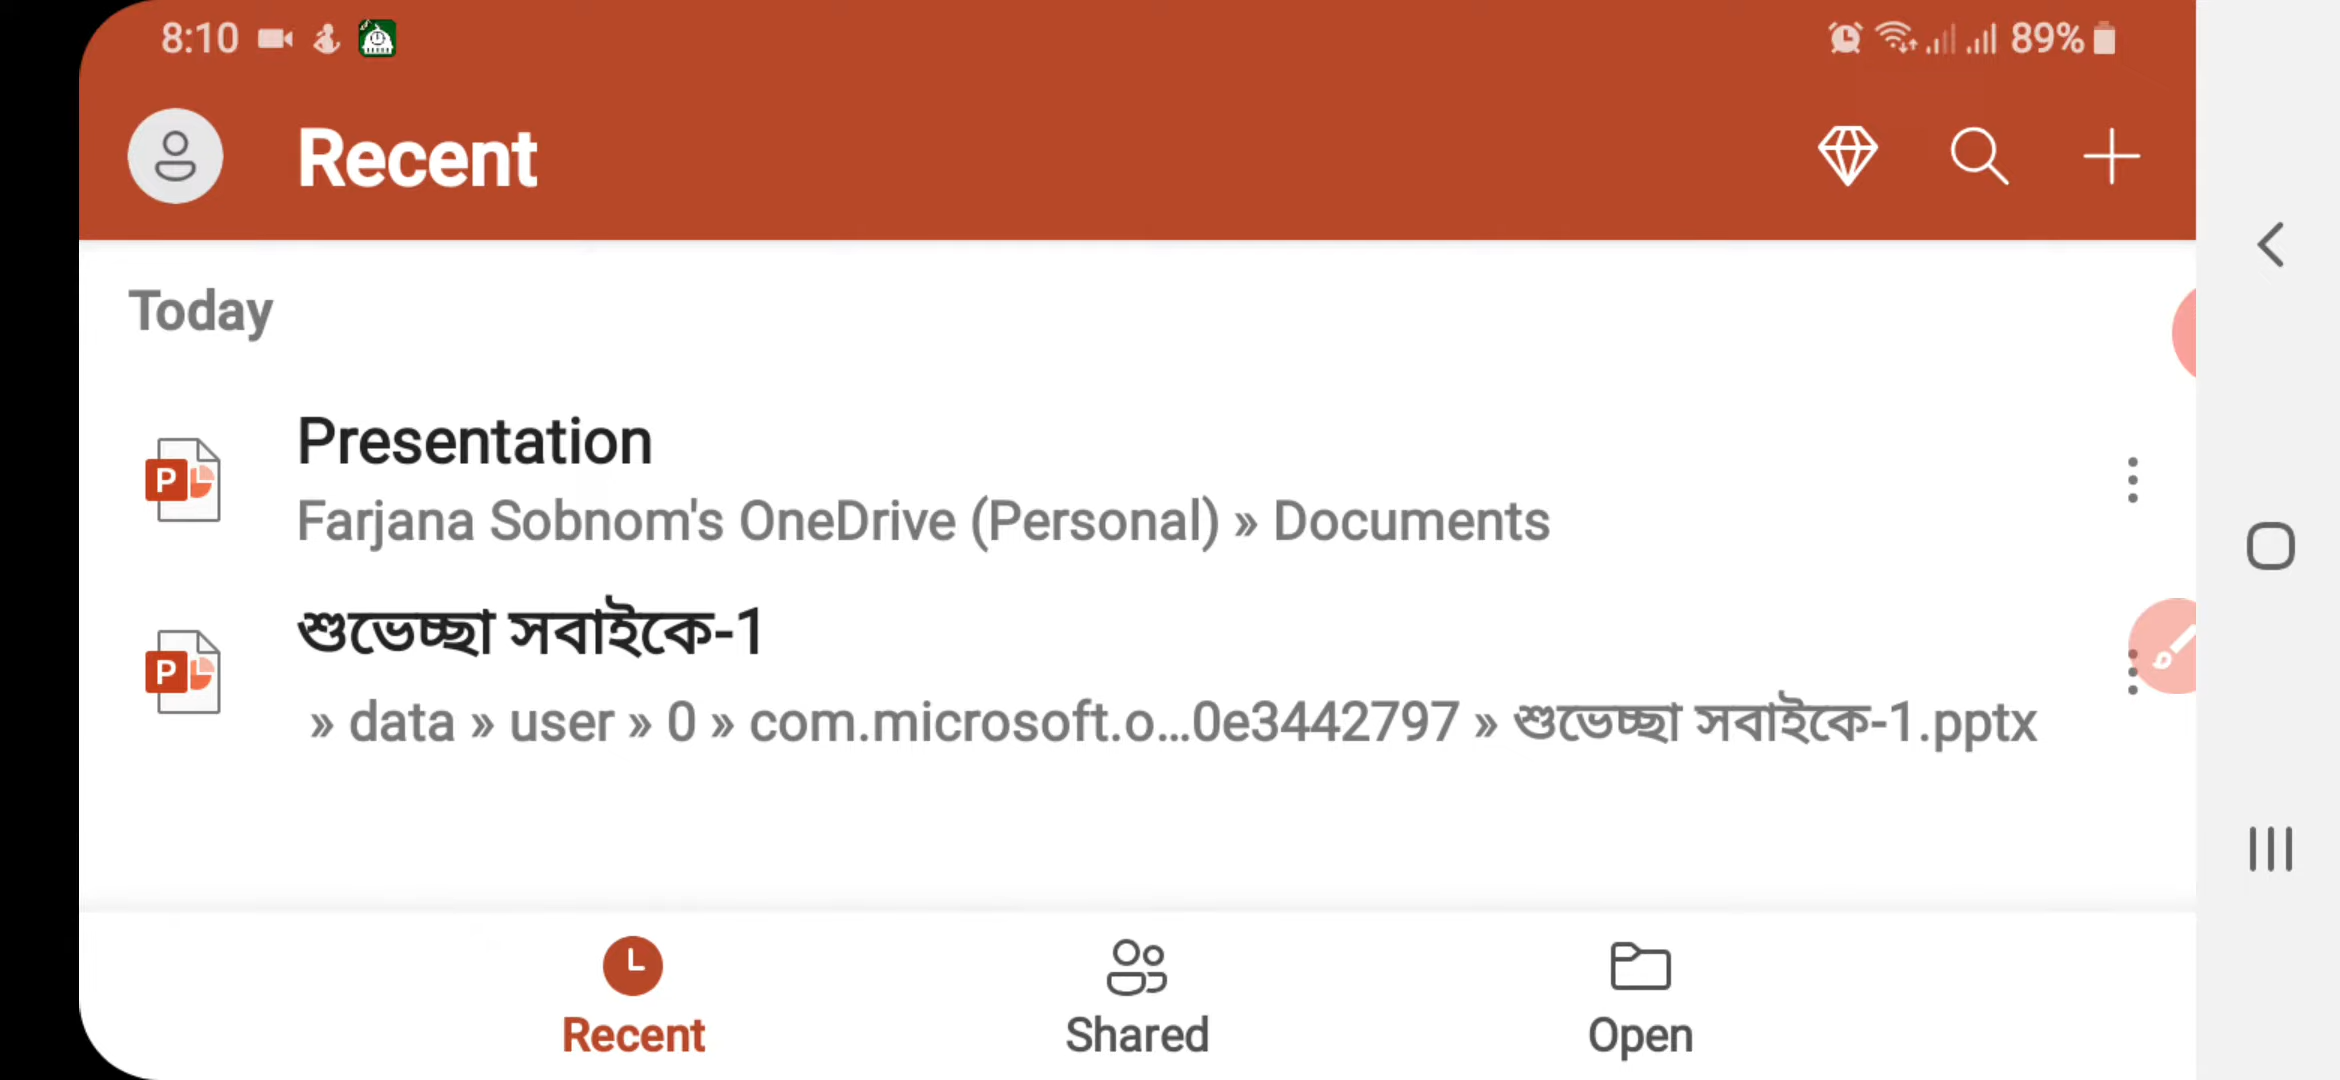 8:10
89%
Recent
Today
Presentation
Farjana Sobnom's OneDrive (Personal) » Documents
শুভেচ্ছা সবাইকে-1
» data » user » 0 » com.microsoft.o...0e3442797 » শুভেচ্ছা সবাইকে-1.pptx
Recent
Shared
Open